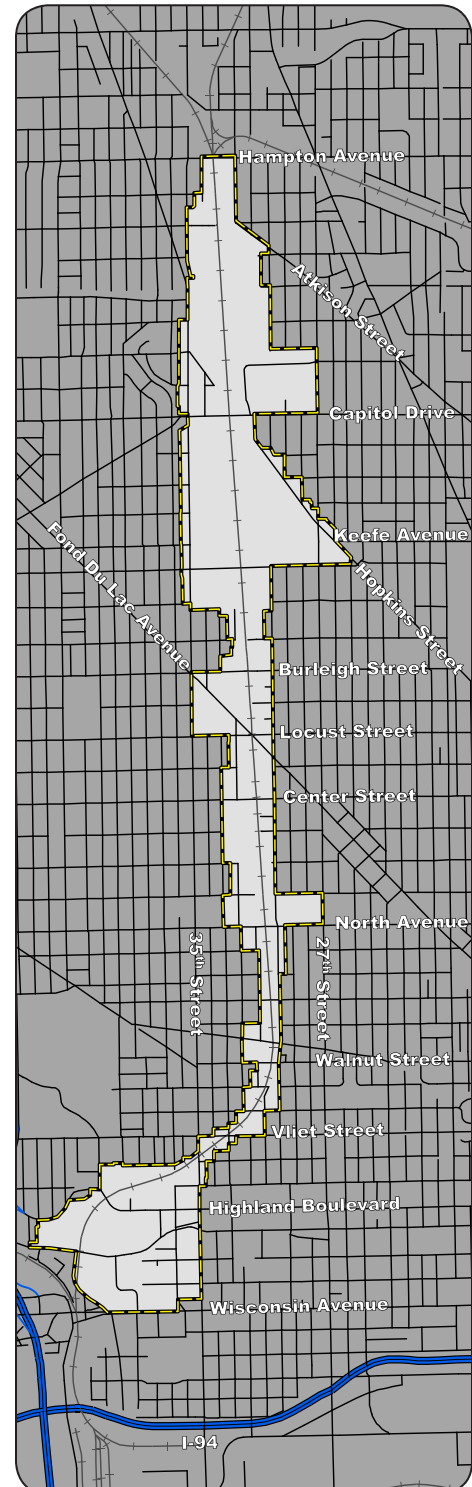 Hampton Avenue
Atkison Street
Capitol Drive
Keefe Avenue
Fond Du Lac Avenue
Hopkins Street
Burleigh Street
Locust Street
Center Street
North Avenue
35th Street
27th Street
Walnut Street
Vliet Street
Highland Boulevard
Wisconsin Avenue
I-94